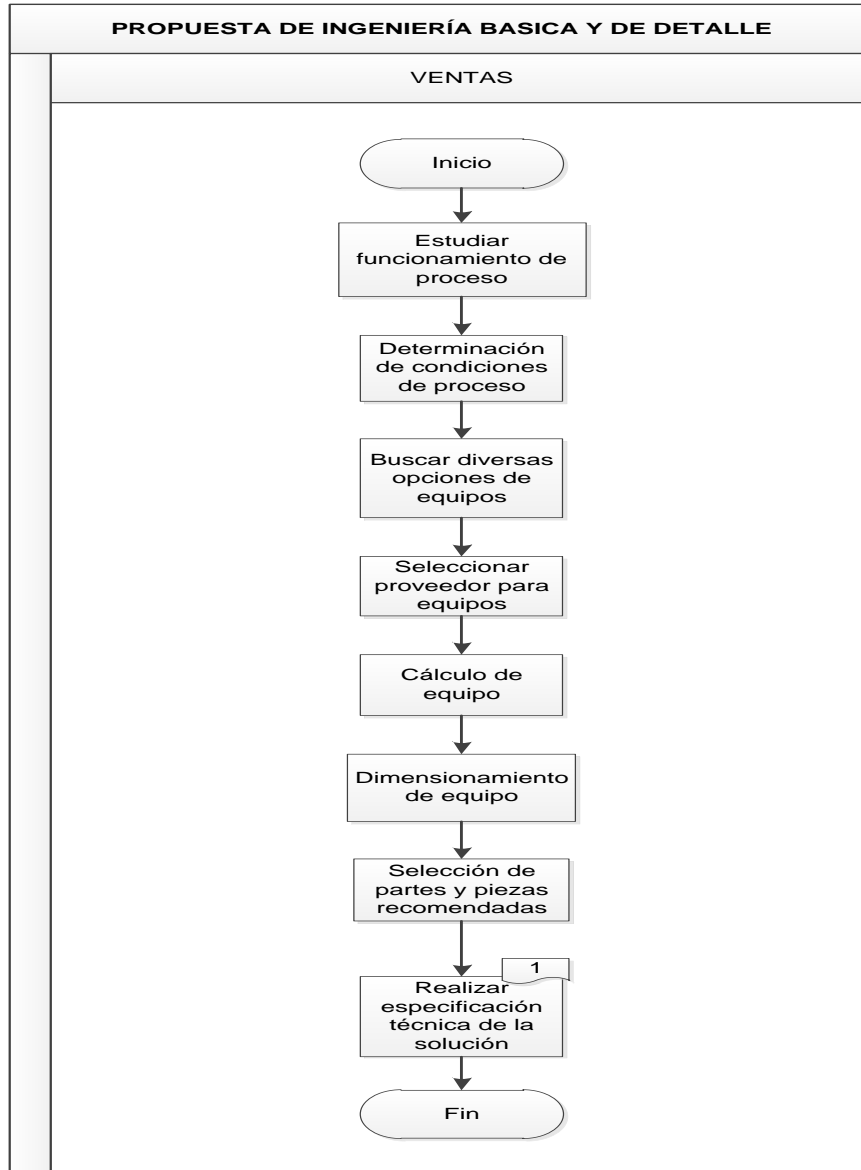 PROPUESTA DE INGENIERÍA BASICA Y DE DETALLE
VENTAS
Inicio
Estudiar
funcionamiento de
proceso
Determinación
de condiciones
de proceso
Buscar diversas
opciones de
equipos
Seleccionar
proveedor para
equipos
Cálculo de
equipo
Dimensionamiento
de equipo
Selección de
partes y piezas
recomendadas
1
Realizar
especificación
técnica de la
solución
Fin